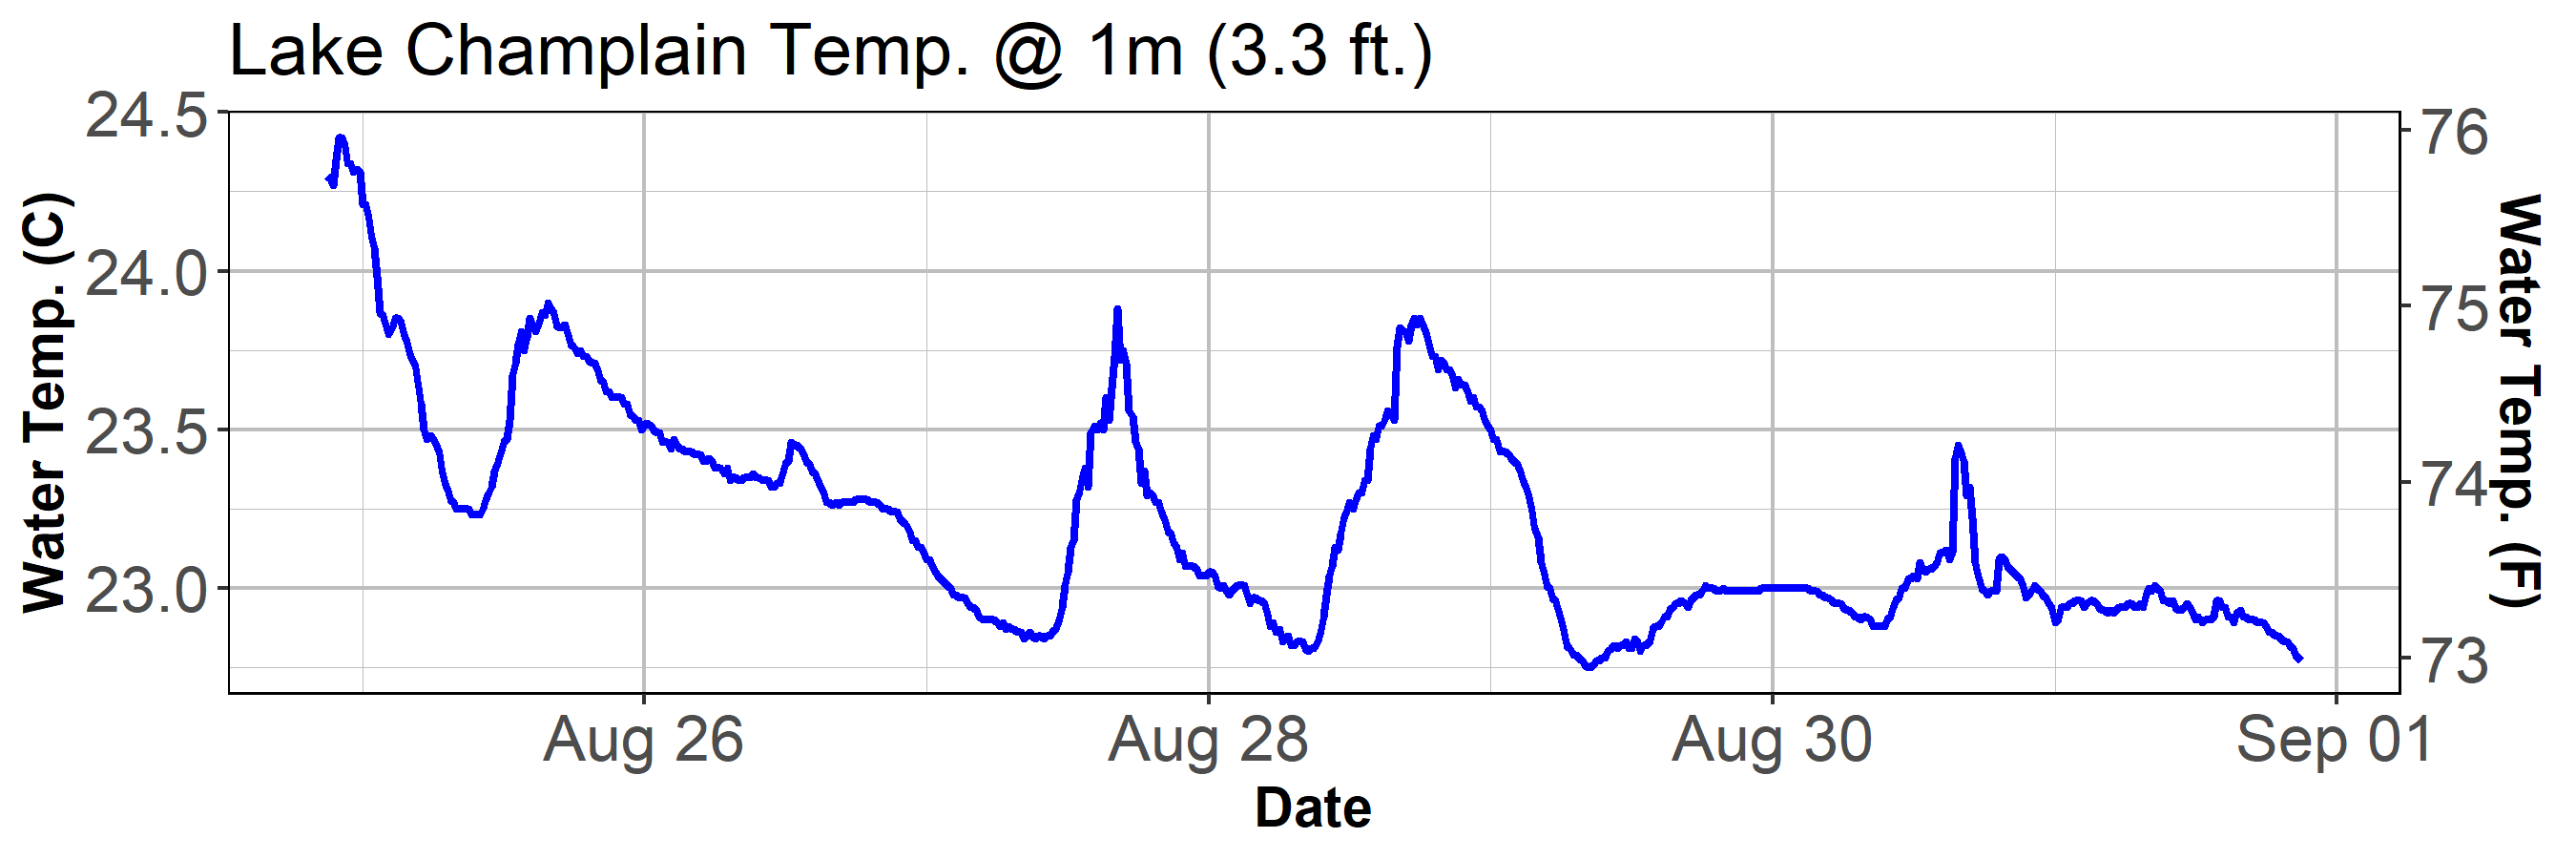 Lake Champlain Temp. @ 1m (3.3 ft.)
Water Temp. (C)
24.5
24.0
23.5
23.0
76
75
74
73
Water Temp. (F)
Aug 26 Aug 28 Aug 30 Sep 01
Date